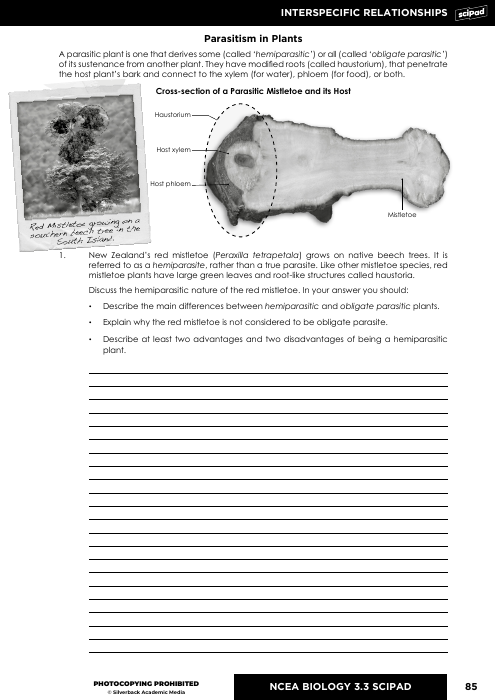 INTERSPECIFIC RELATIONSHIPS scipad
Parasitism in Plants
A parasitic plant is one that derives some (called 'hemiparasitic') or all (called 'obligate parasitic')
of its sustenance from another plant. They have modified roots (called haustorium), that penetrate
the host plant's bark and connect to the xylem (for water), phloem (for food), or both.
Cross-section of a Parasitic Mistletoe and its Host
Haustorium
Host xylem
Host phloem
Mistletoe
Red Mistletoe growing on a
southern beech tree in the
South Island.
1. New Zealand's red mistletoe (Peraxilla tetrapetala) grows on native beech trees. It is
referred to as a hemiparasite, rather than a true parasite. Like other mistletoe species, red
mistletoe plants have large green leaves and root-like structures called haustoria.
Discuss the hemiparasitic nature of the red mistletoe. In your answer you should:
• Describe the main differences between hemiparasitic and obligate parasitic plants.
• Explain why the red mistletoe is not considered to be obligate parasite.
• Describe at least two advantages and two disadvantages of being a hemiparasitic
plant.
PHOTOCOPYING PROHIBITED
© Silverback Academic Media
NCEA BIOLOGY 3.3 SCIPAD
85